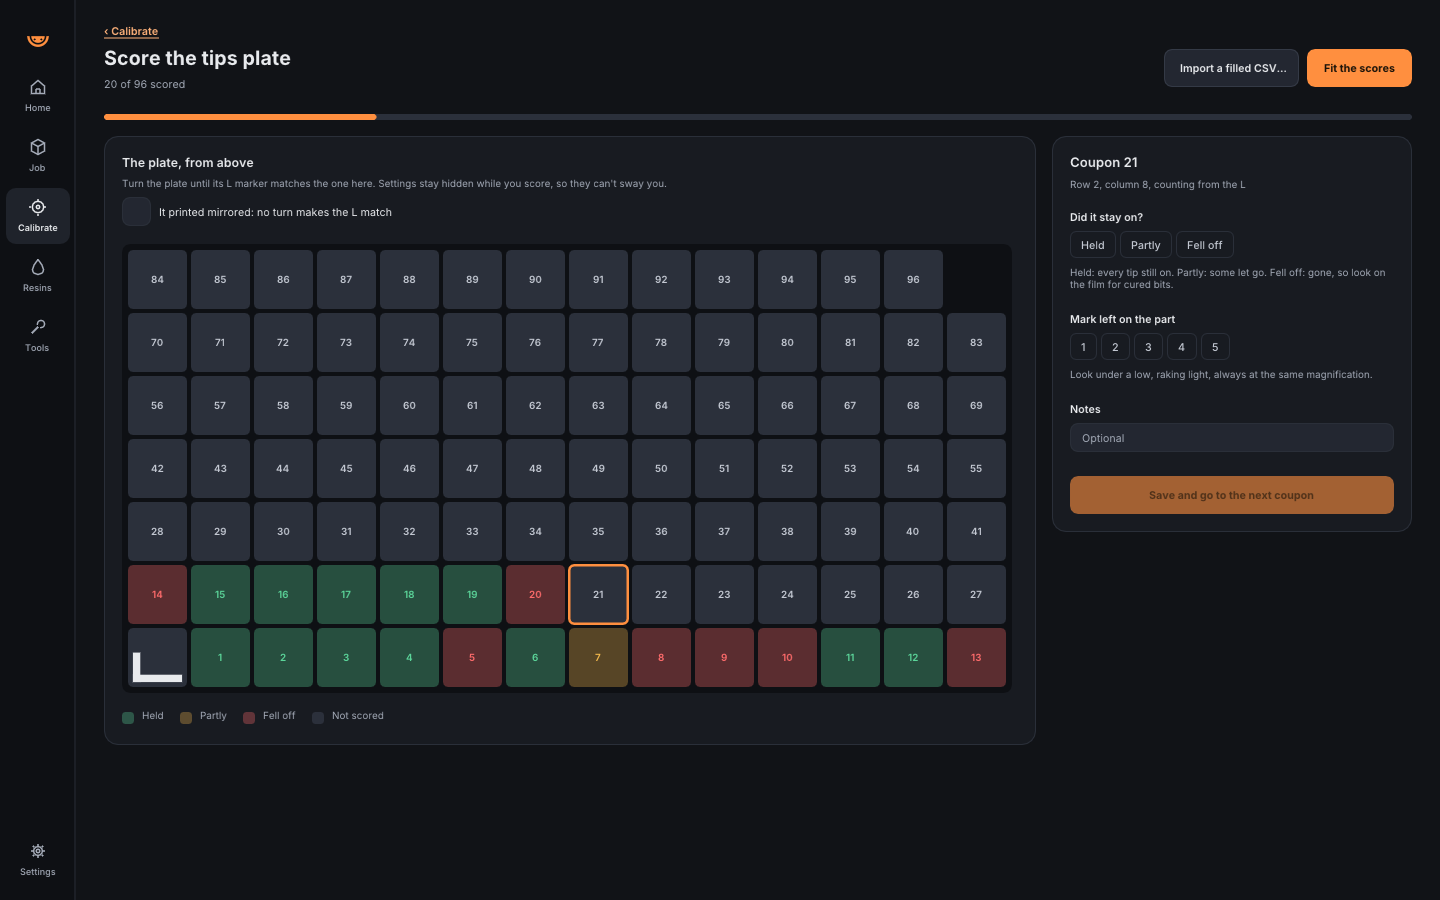 ‹ Calibrate
Score the tips plate
20 of 96 scored
Import a filled CSV...
Fit the scores
Home
Job
Calibrate
Resins
Tools
Settings
The plate, from above
Turn the plate until its L marker matches the one here. Settings stay hidden while you score, so they can't sway you.
It printed mirrored: no turn makes the L match
84 85 86 87 88 89 90 91 92 93 94 95 96
70 71 72 73 74 75 76 77 78 79 80 81 82 83
56 57 58 59 60 61 62 63 64 65 66 67 68 69
42 43 44 45 46 47 48 49 50 51 52 53 54 55
28 29 30 31 32 33 34 35 36 37 38 39 40 41
14 15 16 17 18 19 20 21 22 23 24 25 26 27
1 2 3 4 5 6 7 8 9 10 11 12 13
Held Partly Fell off Not scored
Coupon 21
Row 2, column 8, counting from the L
Did it stay on?
Held Partly Fell off
Held: every tip still on. Partly: some let go. Fell off: gone, so look on
the film for cured bits.
Mark left on the part
1 2 3 4 5
Look under a low, raking light, always at the same magnification.
Notes
Optional
Save and go to the next coupon